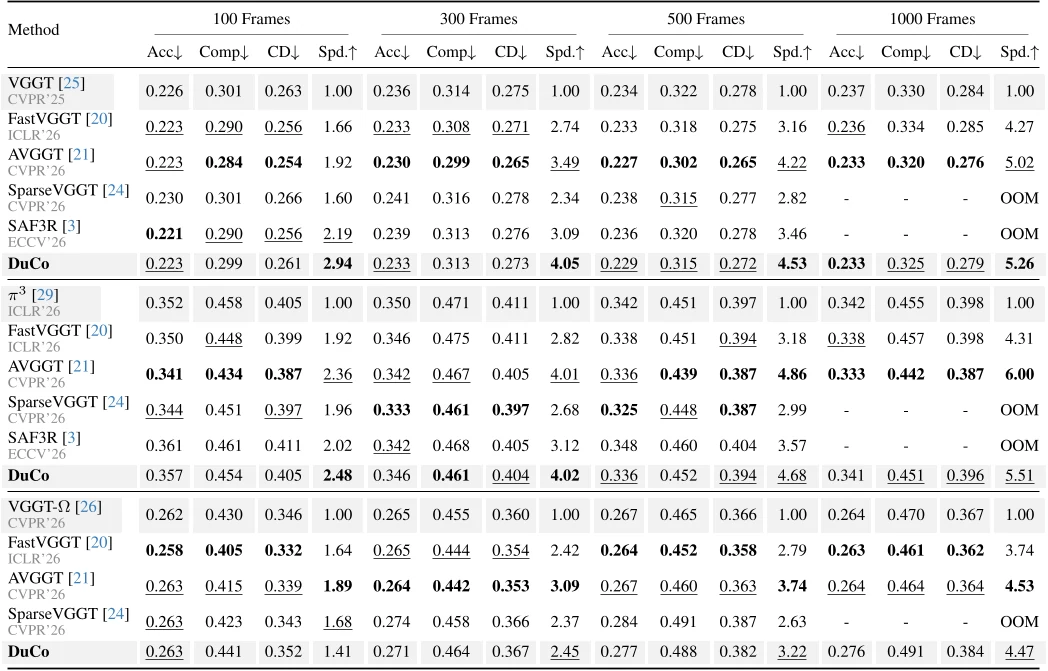 Method 100 Frames 300 Frames 500 Frames 1000 Frames
Acc↓ Comp↓ CD↓ Spd.↑ Acc↓ Comp↓ CD↓ Spd.↑ Acc↓ Comp↓ CD↓ Spd.↑ Acc↓ Comp↓ CD↓ Spd.↑
VGGT [25] CVPR'25 0.226 0.301 0.263 1.00 0.236 0.314 0.275 1.00 0.234 0.322 0.278 1.00 0.237 0.330 0.284 1.00
FastVGGT [20] ICLR'26 0.223 0.290 0.256 1.66 0.233 0.308 0.271 2.74 0.233 0.318 0.275 3.16 0.236 0.334 0.285 4.27
AVGGT [21] CVPR'26 0.223 0.284 0.254 1.92 0.230 0.299 0.265 3.49 0.227 0.302 0.265 4.22 0.233 0.320 0.276 5.02
SparseVGGT [24] CVPR'26 0.230 0.301 0.266 1.60 0.241 0.316 0.278 2.34 0.238 0.315 0.277 2.82 - - - OOM
SAF3R [3] ECCV'26 0.221 0.290 0.256 2.19 0.239 0.313 0.276 3.09 0.236 0.320 0.278 3.46 - - - OOM
DuCo 0.223 0.299 0.261 2.94 0.233 0.313 0.273 4.05 0.229 0.315 0.272 4.53 0.233 0.325 0.279 5.26
π³ [29] ICLR'26 0.352 0.458 0.405 1.00 0.350 0.471 0.411 1.00 0.342 0.451 0.397 1.00 0.342 0.455 0.398 1.00
FastVGGT [20] ICLR'26 0.350 0.448 0.399 1.92 0.346 0.475 0.411 2.82 0.338 0.451 0.394 3.18 0.338 0.457 0.398 4.31
AVGGT [21] CVPR'26 0.341 0.434 0.387 2.36 0.342 0.467 0.405 4.01 0.336 0.439 0.387 4.86 0.333 0.442 0.387 6.00
SparseVGGT [24] CVPR'26 0.344 0.451 0.397 1.96 0.333 0.461 0.397 2.68 0.325 0.448 0.387 2.99 - - - OOM
SAF3R [3] ECCV'26 0.361 0.461 0.411 2.02 0.342 0.468 0.405 3.12 0.348 0.460 0.404 3.57 - - - OOM
DuCo 0.357 0.454 0.405 2.48 0.346 0.461 0.404 4.02 0.336 0.452 0.394 4.68 0.341 0.451 0.396 5.51
VGGT-Ω [26] CVPR'26 0.262 0.430 0.346 1.00 0.265 0.455 0.360 1.00 0.267 0.465 0.366 1.00 0.264 0.470 0.367 1.00
FastVGGT [20] ICLR'26 0.258 0.405 0.332 1.64 0.265 0.444 0.354 2.42 0.264 0.452 0.358 2.79 0.263 0.461 0.362 3.74
AVGGT [21] CVPR'26 0.263 0.415 0.339 1.89 0.264 0.442 0.353 3.09 0.267 0.460 0.363 3.74 0.264 0.464 0.364 4.53
SparseVGGT [24] CVPR'26 0.263 0.423 0.343 1.68 0.274 0.458 0.366 2.37 0.284 0.491 0.387 2.63 - - - OOM
DuCo 0.263 0.441 0.352 1.41 0.271 0.464 0.367 2.45 0.277 0.488 0.382 3.22 0.276 0.491 0.384 4.47